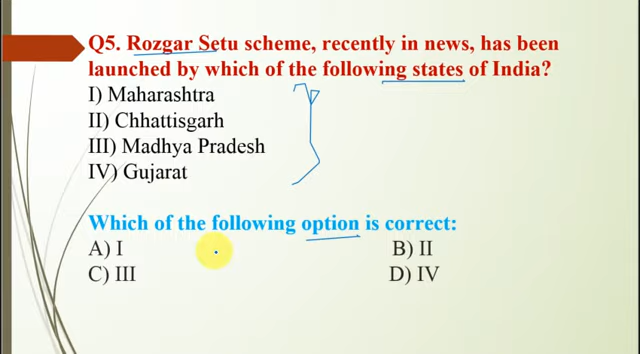 Q5. Rozgar Setu scheme, recently in news, has been
launched by which of the following states of India?
I) Maharashtra
II) Chhattisgarh
III) Madhya Pradesh
IV) Gujarat
Which of the following option is correct:
A) I B) II
C) III D) IV